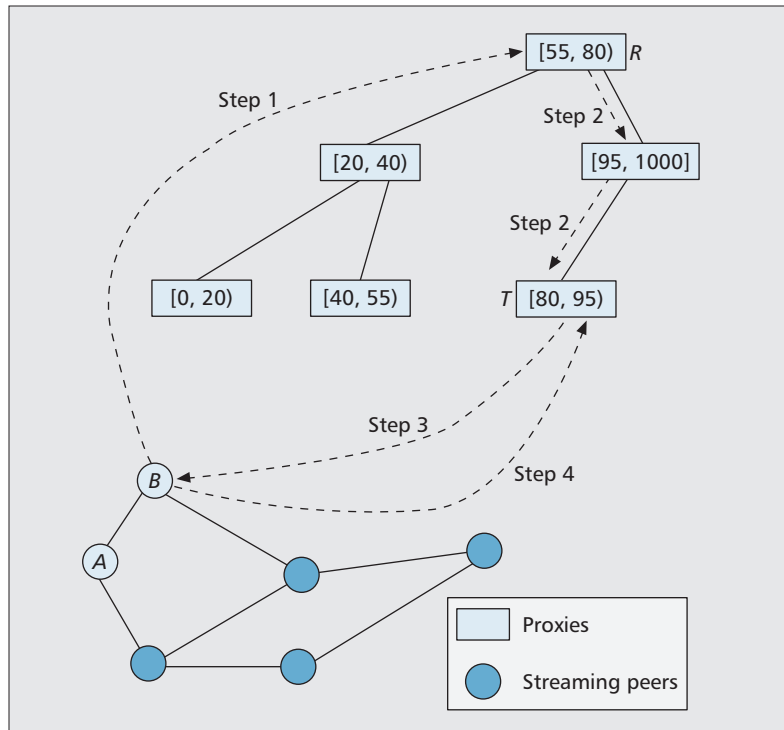 [55, 80) R
Step 1
Step 2
[20, 40)
[95, 1000]
Step 2
[0, 20)
[40, 55)
T [80, 95)
Step 3
Step 4
B
A
Proxies
Streaming peers